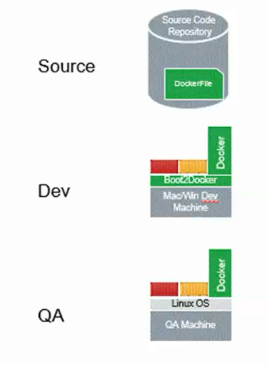 Source
Source Code
Repository
DockerFile
Dev
Docker
Boot2Docker
Mac/Win Dev
Machine
QA
Docker
Linux OS
QA Machine